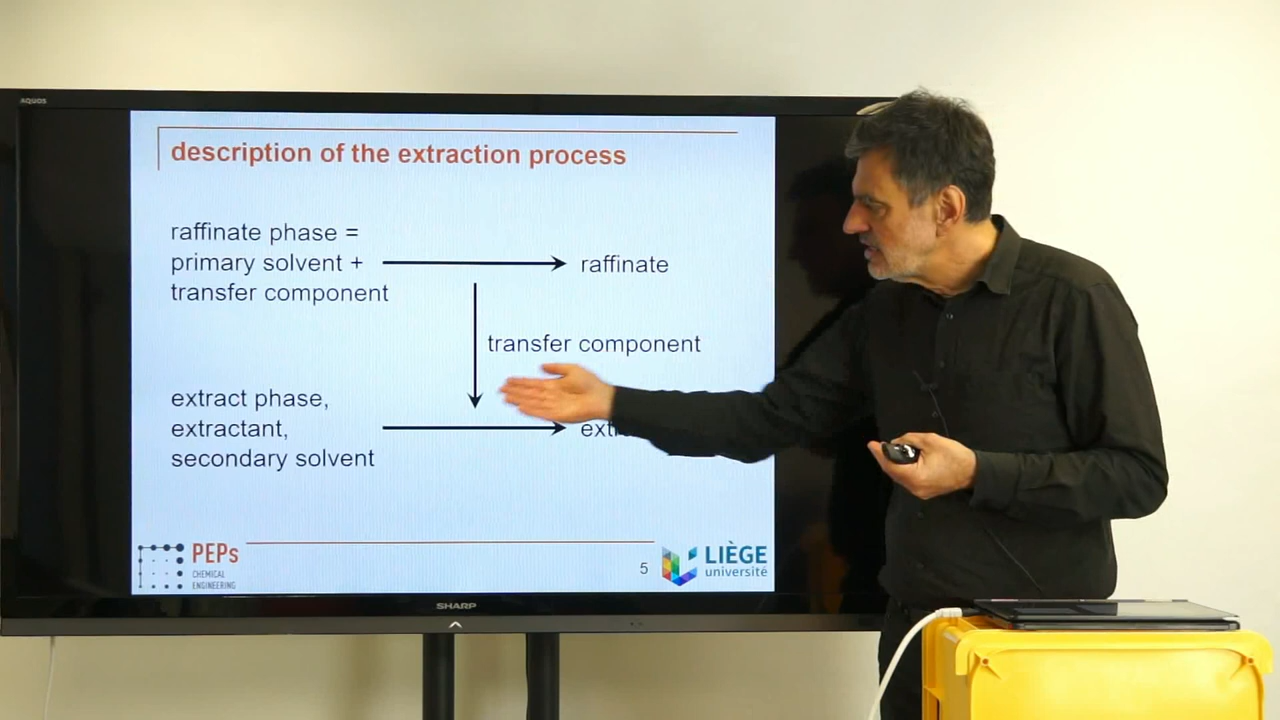 AQUOS
description of the extraction process
raffinate phase =
primary solvent +
transfer component
raffinate
transfer component
extract phase,
extractant,
secondary solvent
PEPs
CHEMICAL
ENGINEERING
5
LIÈGE
université
SHARP